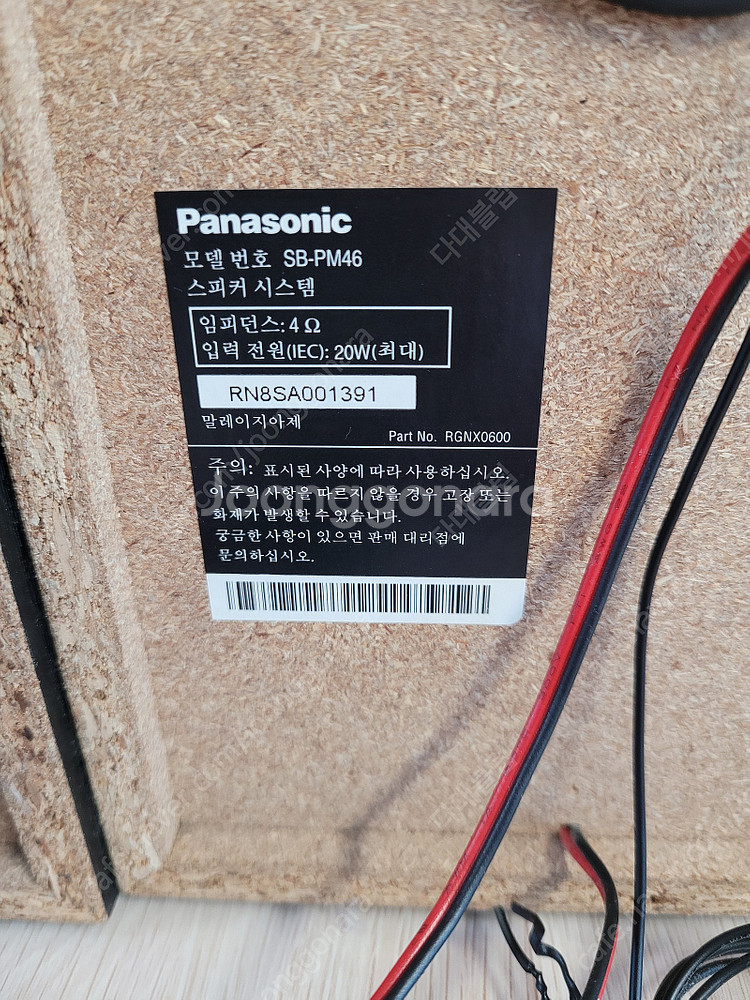 Panasonic
모델 번호 SB-PM46
스피커 시스템
임피던스: 4 Ω
입력 전원(IEC): 20W(최대)
RN8SA001391
말레이지아제
Part No. RGNX0600
주의: 표시된 사양에 따라 사용하십시오.
이 주의 사항을 따르지 않을 경우 고장 또는
화재가 발생할 수 있습니다.
궁금한 사항이 있으면 판매 대리점에
문의하십시오.
joonggonara
다대블럽